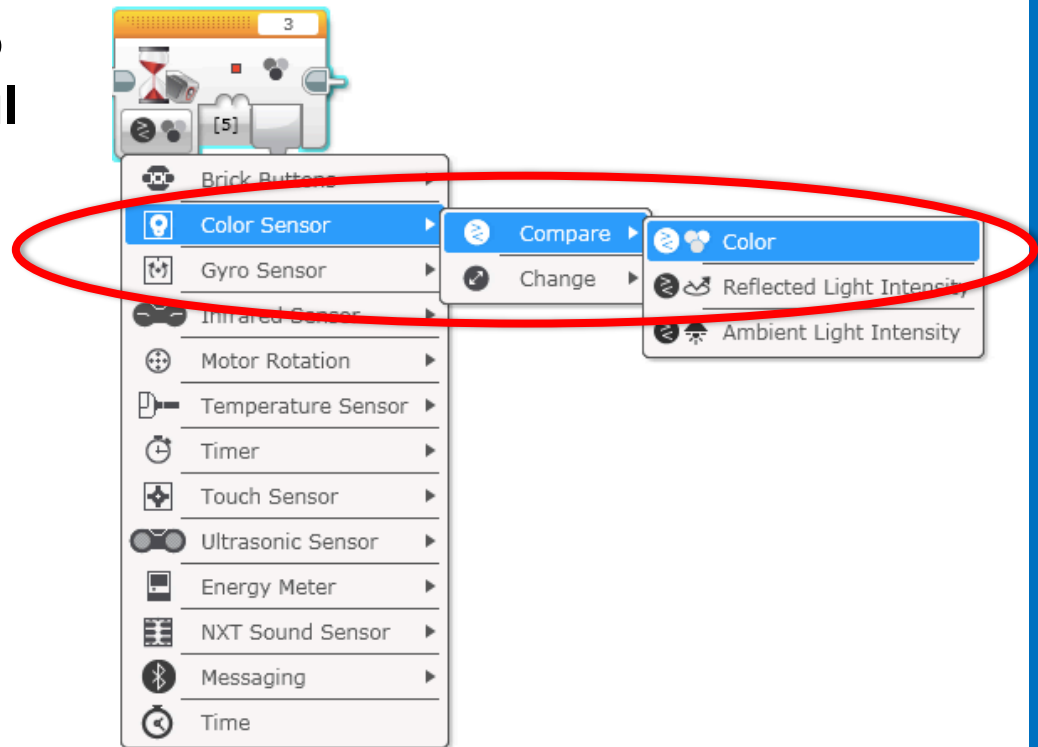 3
[5]
Brick Buttons
Color Sensor
Compare
Color
Gyro Sensor
Change
Reflected Light Intensity
Infrared Sensor
Ambient Light Intensity
Motor Rotation
Temperature Sensor
Timer
Touch Sensor
Ultrasonic Sensor
Energy Meter
NXT Sound Sensor
Messaging
Time